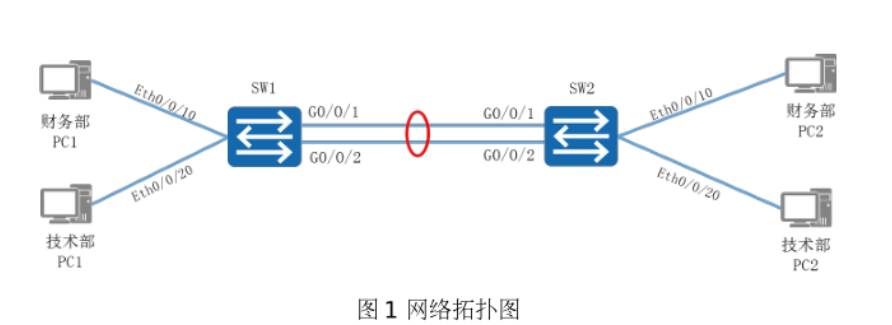 SW1
SW2
Eth0/0/10
G0/0/1
G0/0/1
Eth0/0/10
财务部
PC1
财务部
PC2
G0/0/2
G0/0/2
Eth0/0/20
Eth0/0/20
技术部
PC1
技术部
PC2
图 1 网络拓扑图